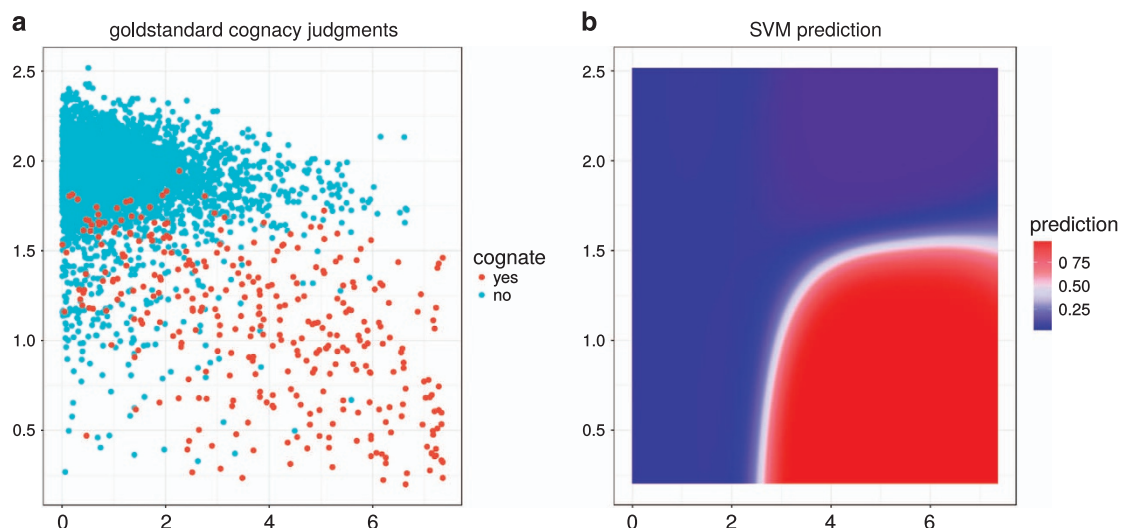 a
goldstandard cognacy judgments
2.5
2.0
1.5
1.0
0.5
0 2 4 6
cognate
yes
no
b
SVM prediction
2.5
2.0
1.5
1.0
0.5
0 2 4 6
prediction
0.75
0.50
0.25